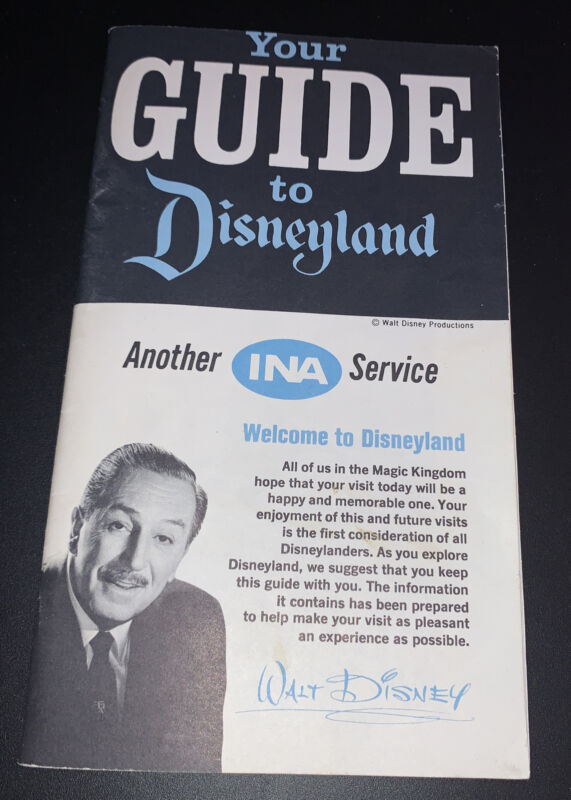 Your
GUIDE
to
Disneyland
© Walt Disney Productions
Another INA Service
Welcome to Disneyland
All of us in the Magic Kingdom
hope that your visit today will be a
happy and memorable one. Your
enjoyment of this and future visits
is the first consideration of all
Disneylanders. As you explore
Disneyland, we suggest that you keep
this guide with you. The information
it contains has been prepared
to help make your visit as pleasant
an experience as possible.
Walt Disney